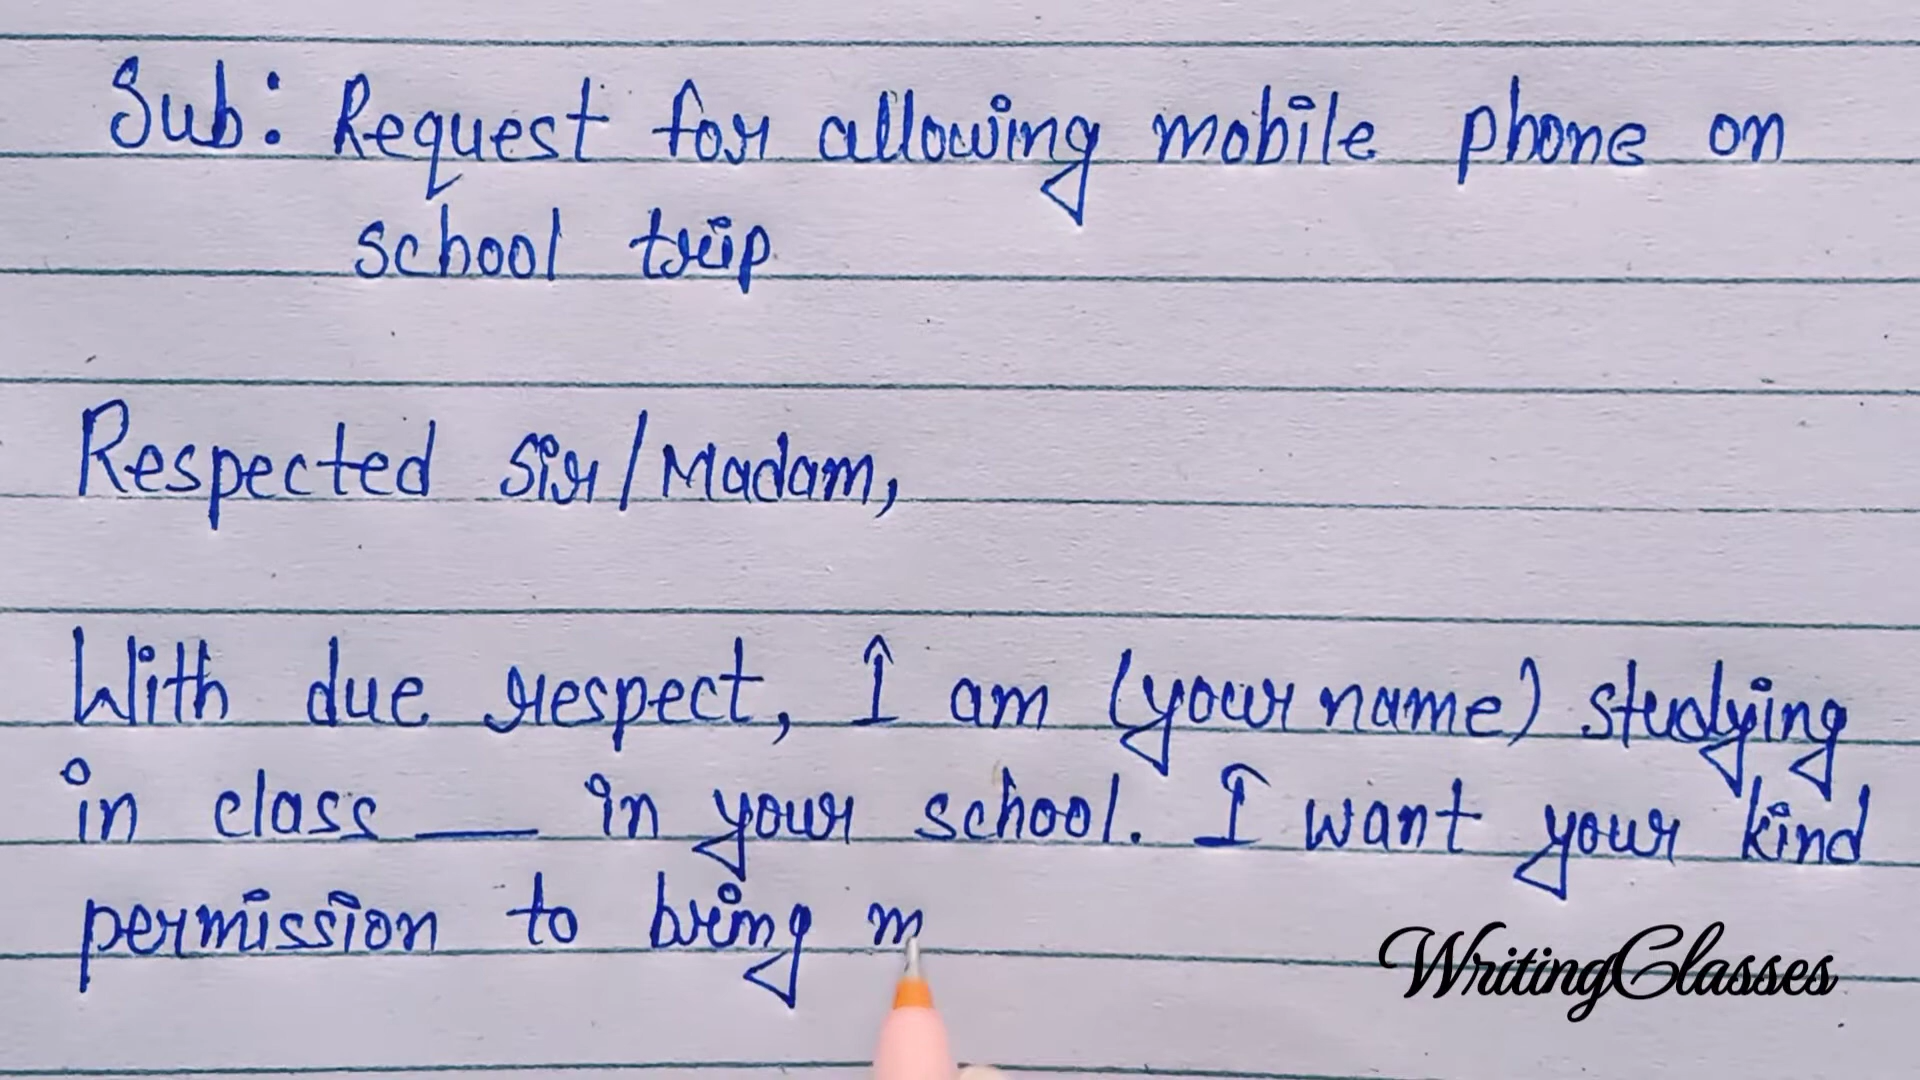 Sub: Request for allowing mobile phone on
school trip
Respected Sir/Madam,
With due respect, I am (your name) studying
in class ___ in your school. I want your kind
permission to bring m
WritingClasses